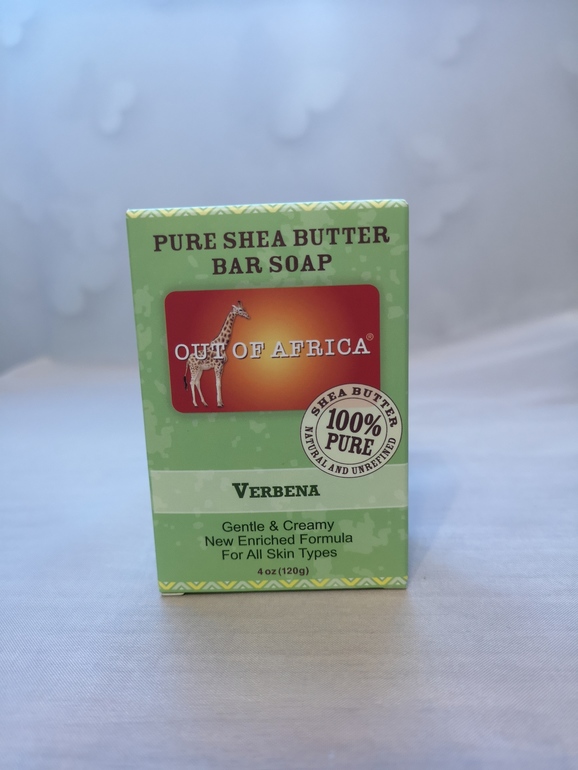 PURE SHEA BUTTER
BAR SOAP
OUT OF AFRICA®
SHEA BUTTER
100%
PURE
NATURAL AND UNREFINED
VERBENA
Gentle & Creamy
New Enriched Formula
For All Skin Types
4 oz (120g)